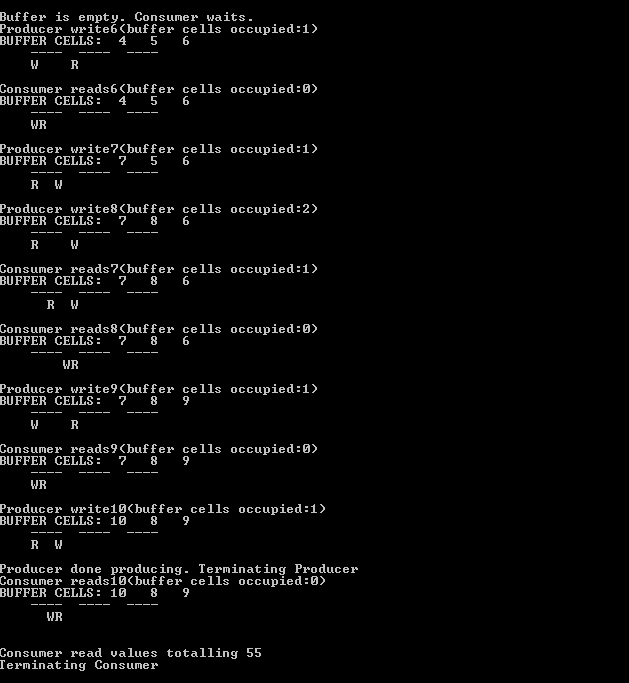 Buffer is empty. Consumer waits.
Producer write6(buffer cells occupied:1)
BUFFER CELLS:  4   5   6
    ----  ----  ----
    W    R
Consumer reads6(buffer cells occupied:0)
BUFFER CELLS:  4   5   6
    ----  ----  ----
    WR
Producer write7(buffer cells occupied:1)
BUFFER CELLS:  7   5   6
    ----  ----  ----
    R  W
Producer write8(buffer cells occupied:2)
BUFFER CELLS:  7   8   6
    ----  ----  ----
    R    W
Consumer reads7(buffer cells occupied:1)
BUFFER CELLS:  7   8   6
    ----  ----  ----
      R  W
Consumer reads8(buffer cells occupied:0)
BUFFER CELLS:  7   8   6
    ----  ----  ----
        WR
Producer write9(buffer cells occupied:1)
BUFFER CELLS:  7   8   9
    ----  ----  ----
    W    R
Consumer reads9(buffer cells occupied:0)
BUFFER CELLS:  7   8   9
    ----  ----  ----
    WR
Producer write10(buffer cells occupied:1)
BUFFER CELLS: 10   8   9
    ----  ----  ----
    R  W
Producer done producing. Terminating Producer
Consumer reads10(buffer cells occupied:0)
BUFFER CELLS: 10   8   9
    ----  ----  ----
      WR
Consumer read values totalling 55
Terminating Consumer